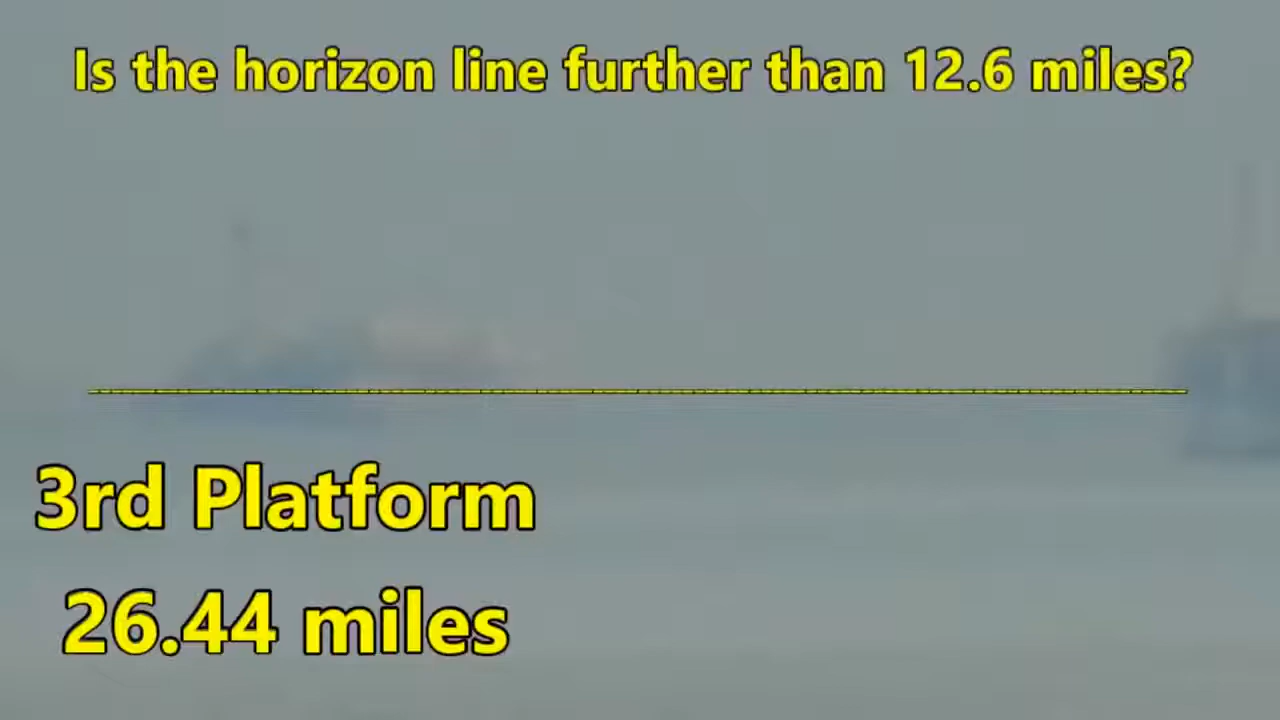 Is the horizon line further than 12.6 miles?
3rd Platform
26.44 miles